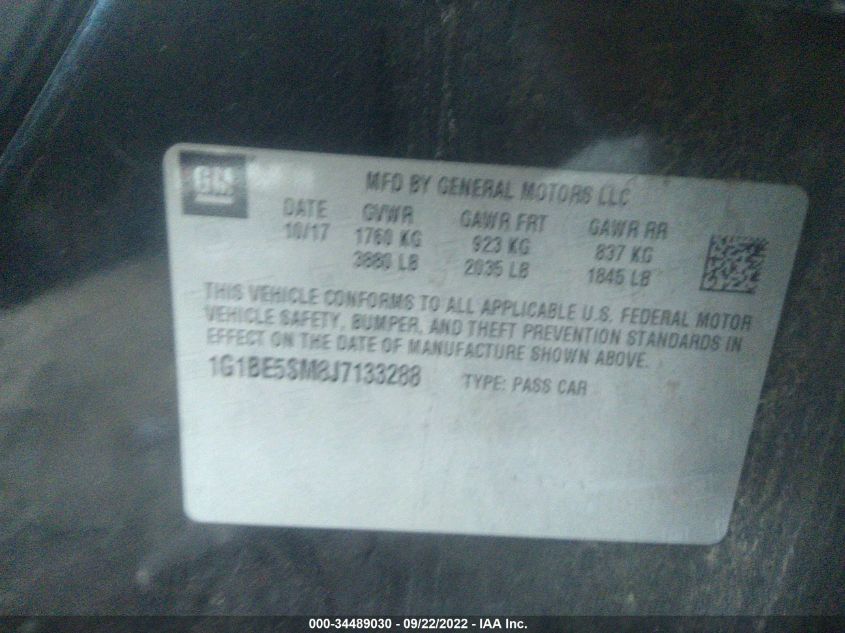 GM
MFD BY GENERAL MOTORS LLC
DATE GVWR GAWR FRT GAWR RR
10/17 1760 KG 923 KG 837 KG
3880 LB 2035 LB 1845 LB
THIS VEHICLE CONFORMS TO ALL APPLICABLE U.S. FEDERAL MOTOR
VEHICLE SAFETY, BUMPER, AND THEFT PREVENTION STANDARDS IN
EFFECT ON THE DATE OF MANUFACTURE SHOWN ABOVE.
1G1BE5SM8J7133288 TYPE: PASS CAR
000-34489030 - 09/22/2022 - IAA Inc.